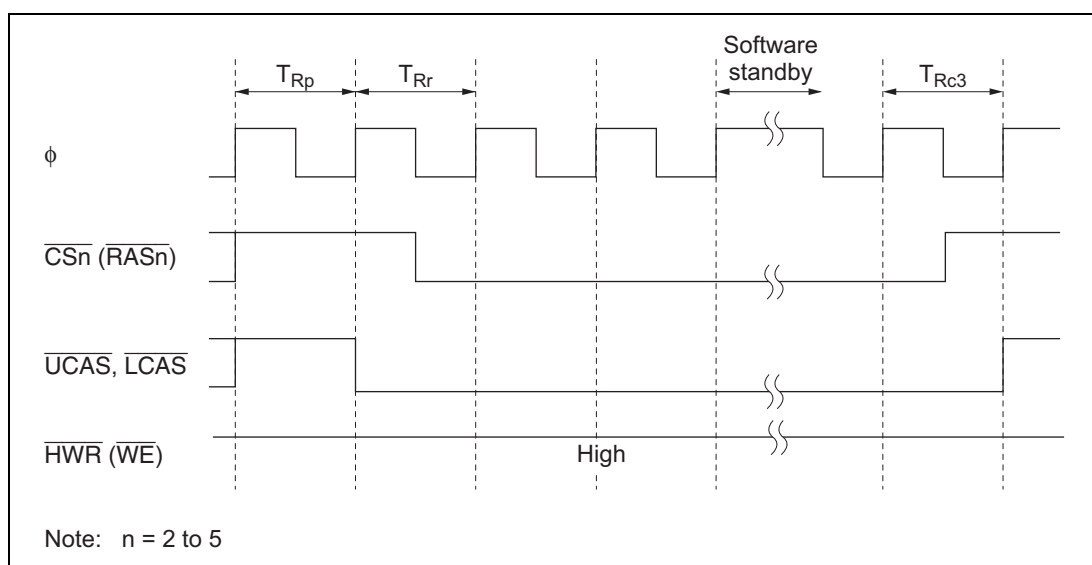 Software
standby
TRp
TRr
TRc3
ϕ
CSn (RASn)
UCAS, LCAS
HWR (WE)
High
Note: n = 2 to 5